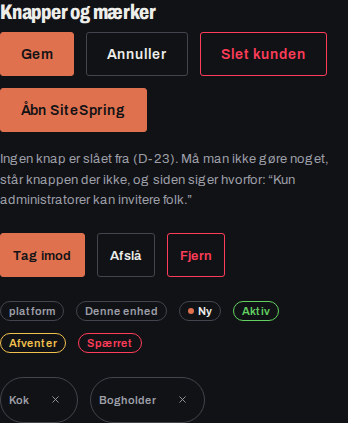 Knapper og mærker
Gem
Annuller
Slet kunden
Åbn SiteSpring
Ingen knap er slået fra (D-23). Må man ikke gøre noget,
står knappen der ikke, og siden siger hvorfor: “Kun
administratorer kan invitere folk.”
Tag imod
Afslå
Fjern
platform
Denne enhed
Ny
Aktiv
Afventer
Spærret
Kok ×
Bogholder ×